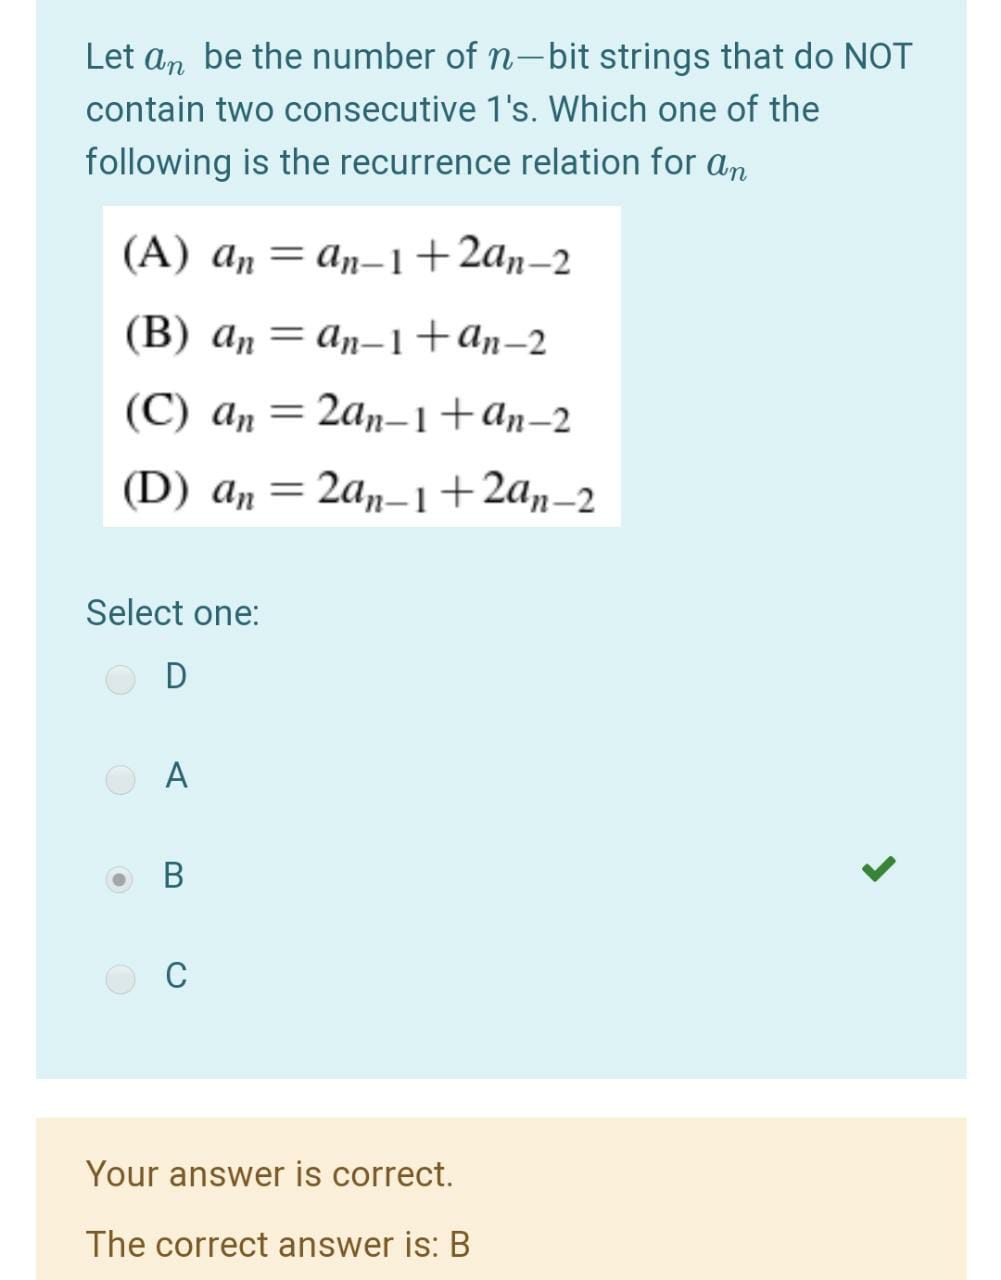 Let aₙ be the number of n−bit strings that do NOT
contain two consecutive 1's. Which one of the
following is the recurrence relation for aₙ
(A) aₙ = aₙ₋₁ + 2aₙ₋₂
(B) aₙ = aₙ₋₁ + aₙ₋₂
(C) aₙ = 2aₙ₋₁ + aₙ₋₂
(D) aₙ = 2aₙ₋₁ + 2aₙ₋₂
Select one:
D
A
B
C
Your answer is correct.
The correct answer is: B